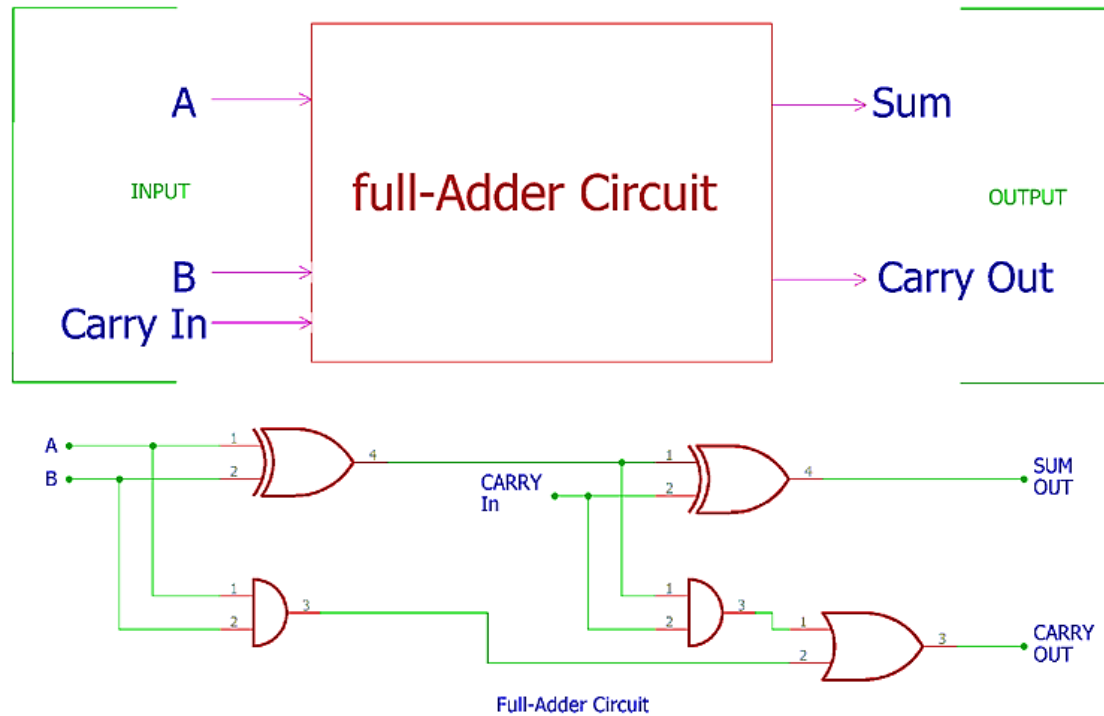 A
Sum
INPUT
full-Adder Circuit
OUTPUT
B
Carry Out
Carry In
A
1
4
B
2
CARRY
In
1
2
4
SUM
OUT
1
2
3
1
2
3
1
2
3
CARRY
OUT
Full-Adder Circuit